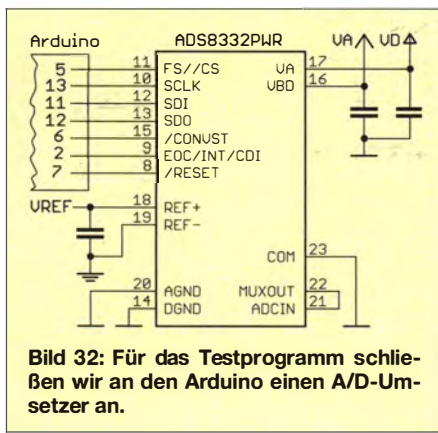 Arduino ADS8332PWR VA VD
5 11 FS//CS VA 17
13 10 SCLK VBD 16
11 12 SDI
12 13 SDO
6 15 /CONVST
2 9 EOC/INT/CDI
7 8 /RESET
VREF 18 REF+
19 REF-
COM 23
20 AGND MUXOUT 22
14 DGND ADCIN 21
Bild 32: Für das Testprogramm schlie-
ßen wir an den Arduino einen A/D-Um-
setzer an.